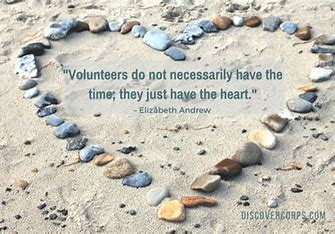 "Volunteers do not necessarily have the
time; they just have the heart."
- Elizabeth Andrew
DISCOVERCORPS.COM